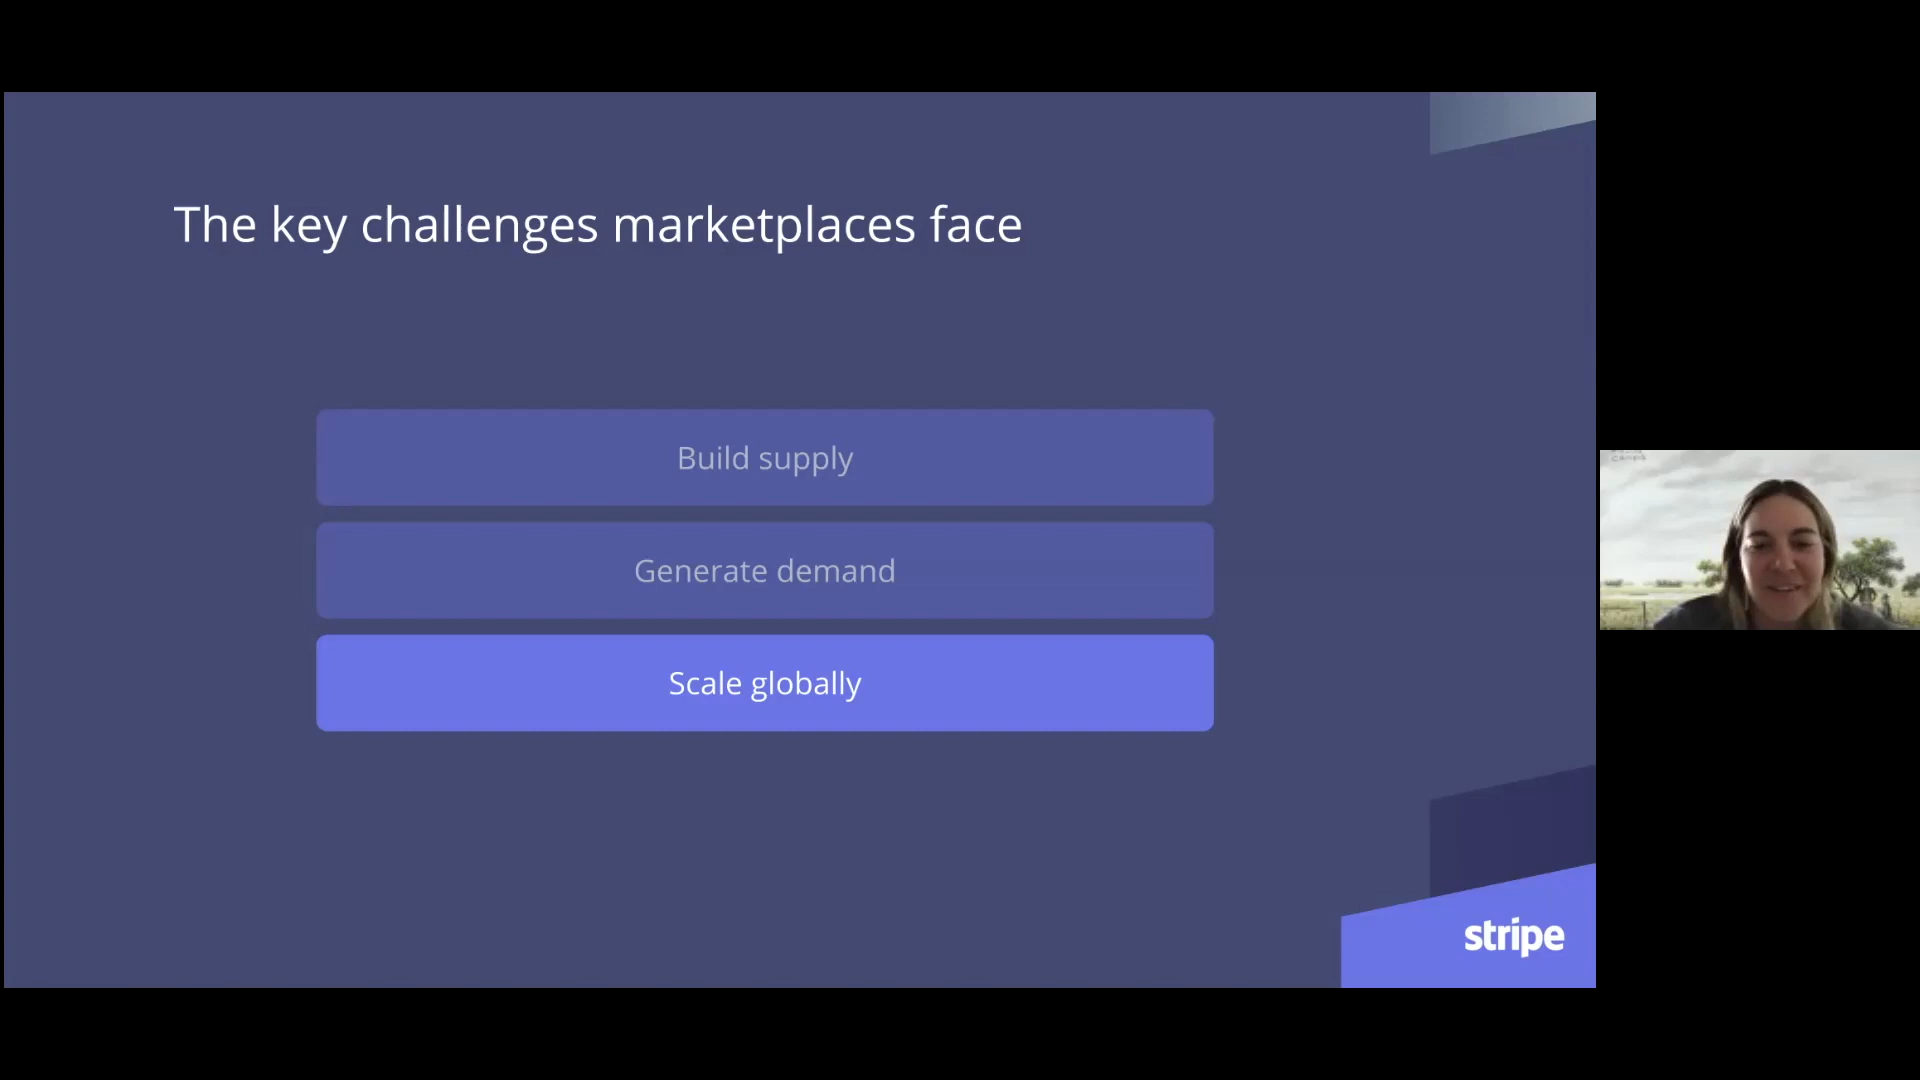 The key challenges marketplaces face
Build supply
Generate demand
Scale globally
stripe